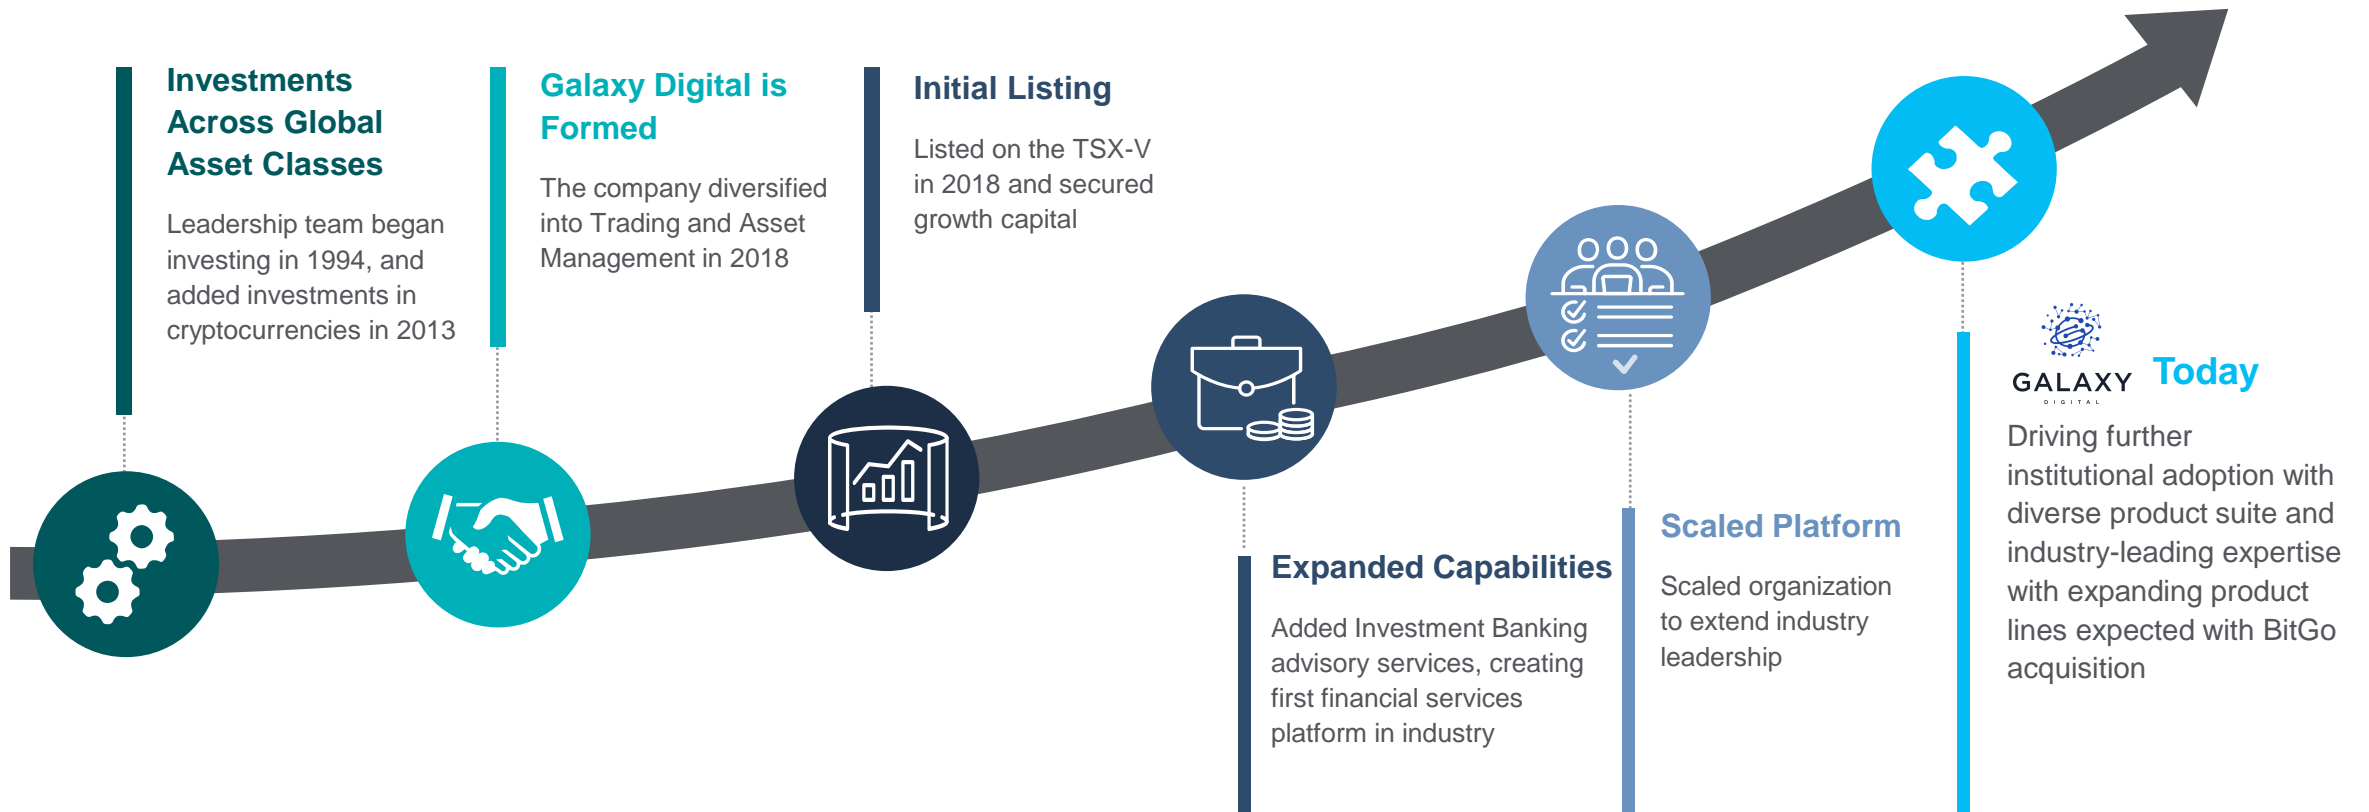 Investments
Across Global
Asset Classes
Leadership team began
investing in 1994, and
added investments in
cryptocurrencies in 2013
Galaxy Digital is
Formed
The company diversified
into Trading and Asset
Management in 2018
Initial Listing
Listed on the TSX-V
in 2018 and secured
growth capital
Expanded Capabilities
Added Investment Banking
advisory services, creating
first financial services
platform in industry
Scaled Platform
Scaled organization
to extend industry
leadership
GALAXY
DIGITAL
Today
Driving further
institutional adoption with
diverse product suite and
industry-leading expertise
with expanding product
lines expected with BitGo
acquisition